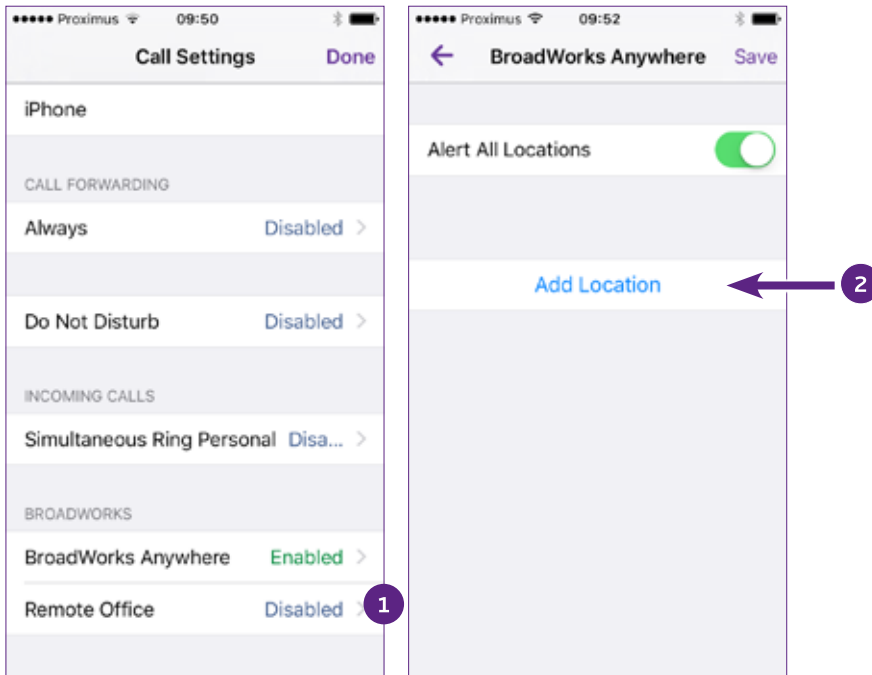 Proximus 09:50
Call Settings Done
iPhone
CALL FORWARDING
Always Disabled
Do Not Disturb Disabled
INCOMING CALLS
Simultaneous Ring Personal Disa...
BROADWORKS
BroadWorks Anywhere Enabled
Remote Office Disabled
1
Proximus 09:52
BroadWorks Anywhere Save
Alert All Locations
Add Location
2